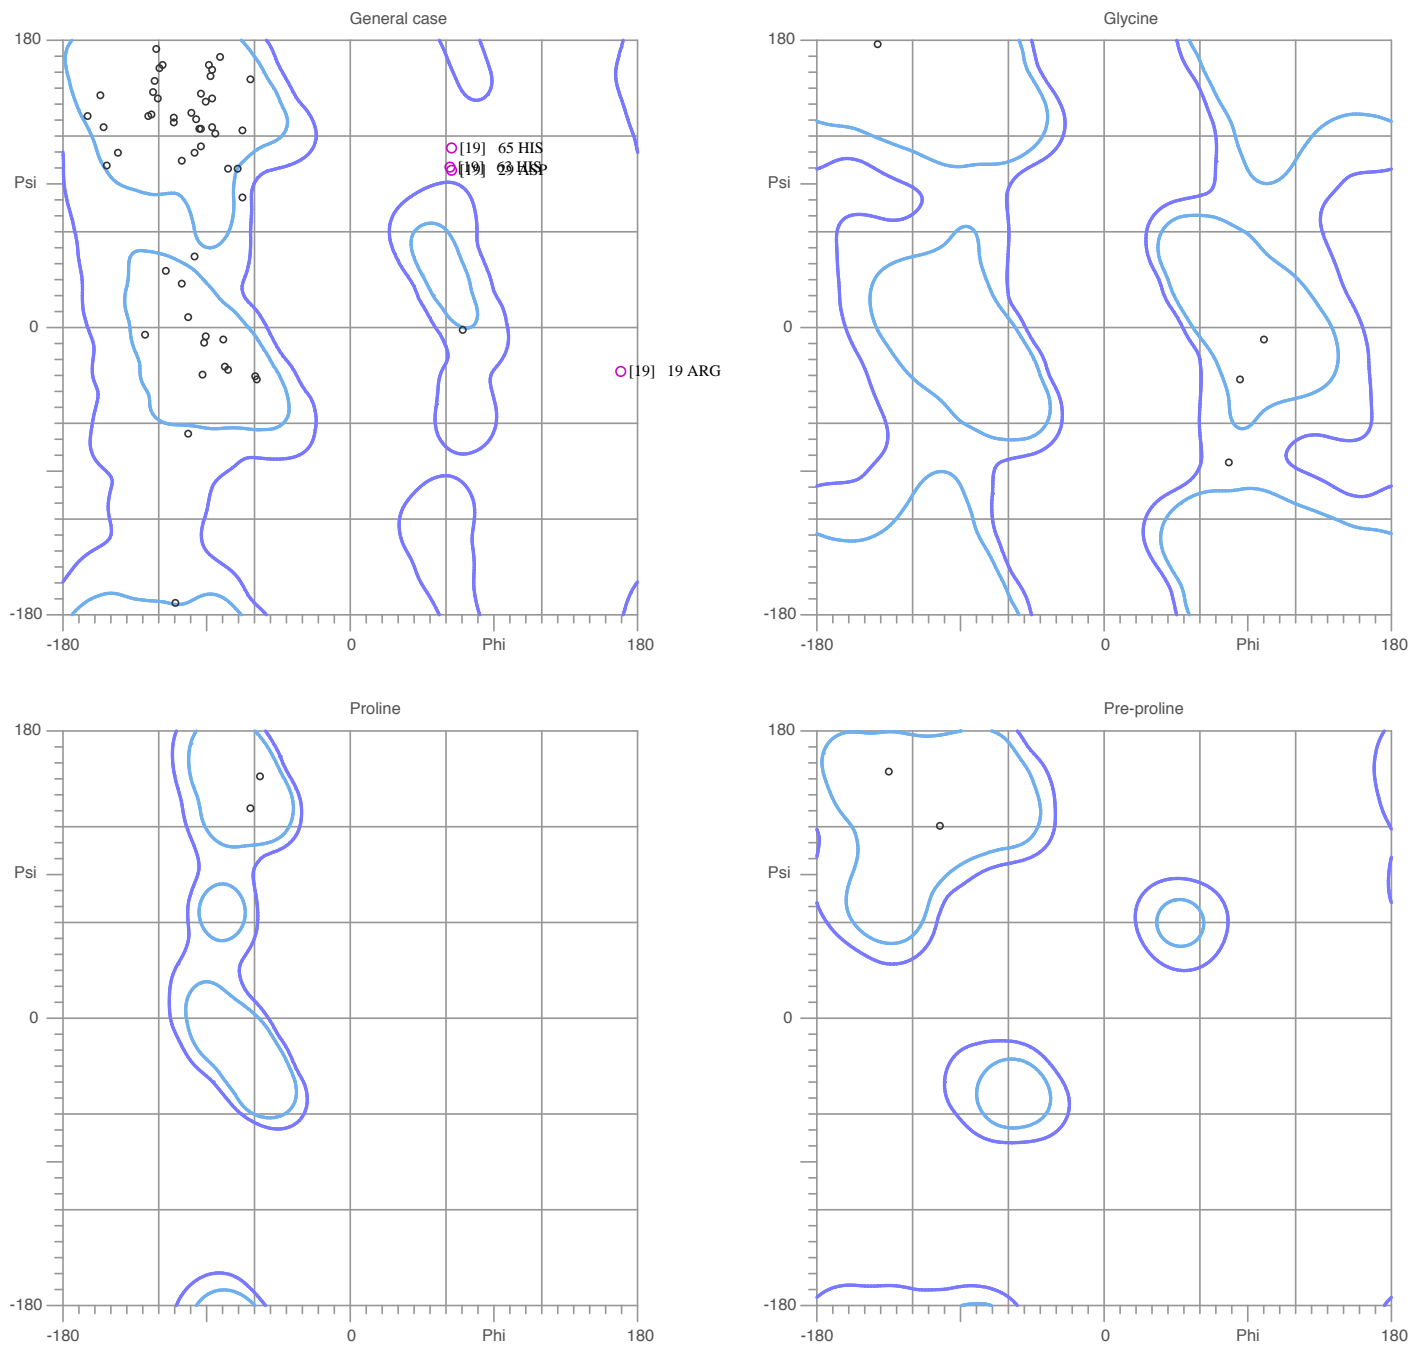 General case
Glycine
180
180
[19] 65 HIS
[19] 63 HIS
[19] 29 ASP
Psi
Psi
0
0
[19] 19 ARG
-180
-180
-180 0 Phi 180
-180 0 Phi 180
Proline
Pre-proline
180
180
Psi
Psi
0
0
-180
-180
-180 0 Phi 180
-180 0 Phi 180